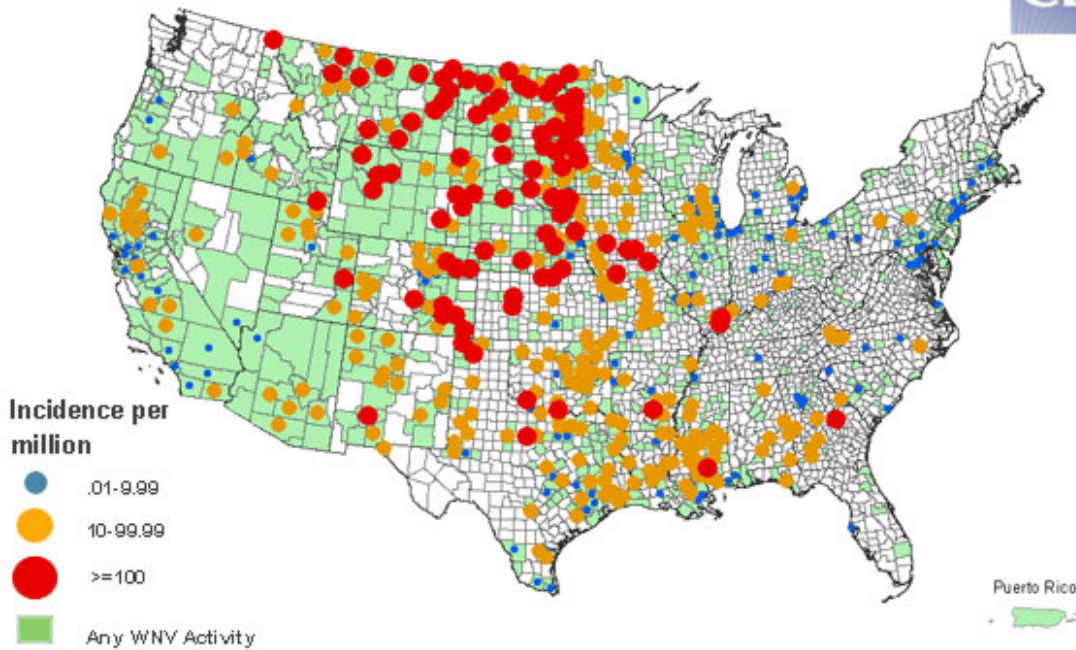 Incidence per
million
.01-9.99
10-99.99
>=100
Any WNV Activity
Puerto Rico